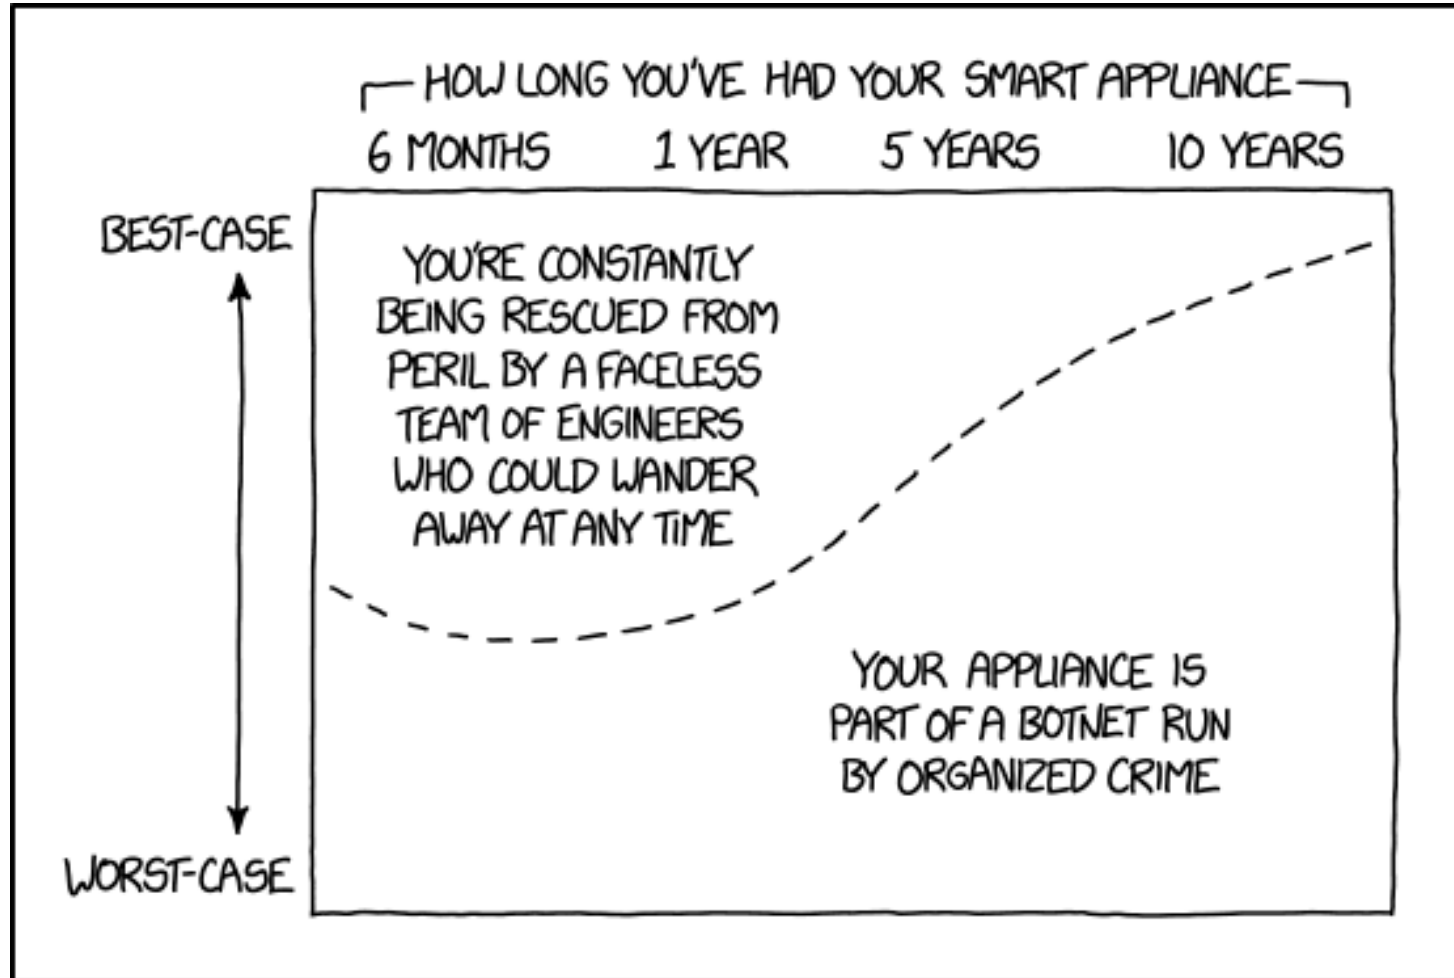 HOW LONG YOU'VE HAD YOUR SMART APPLIANCE
6 MONTHS 1 YEAR 5 YEARS 10 YEARS
BEST-CASE
YOU'RE CONSTANTLY
BEING RESCUED FROM
PERIL BY A FACELESS
TEAM OF ENGINEERS
WHO COULD WANDER
AWAY AT ANY TIME
YOUR APPLIANCE IS
PART OF A BOTNET RUN
BY ORGANIZED CRIME
WORST-CASE